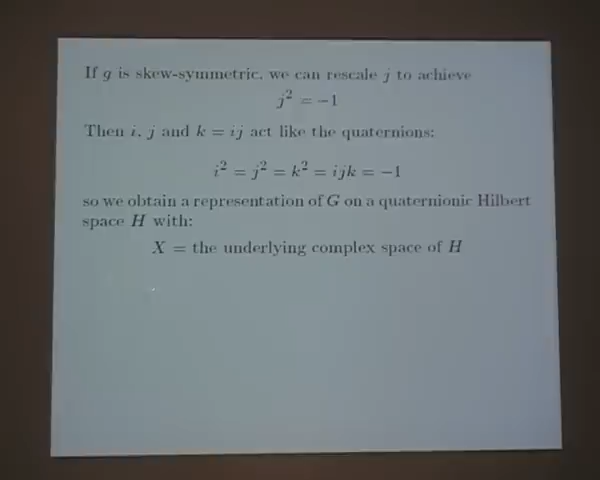 If g is skew-symmetric, we can rescale j to achieve
j² = −1
Then i, j and k = ij act like the quaternions:
i² = j² = k² = ijk = −1
so we obtain a representation of G on a quaternionic Hilbert
space H with:
X = the underlying complex space of H